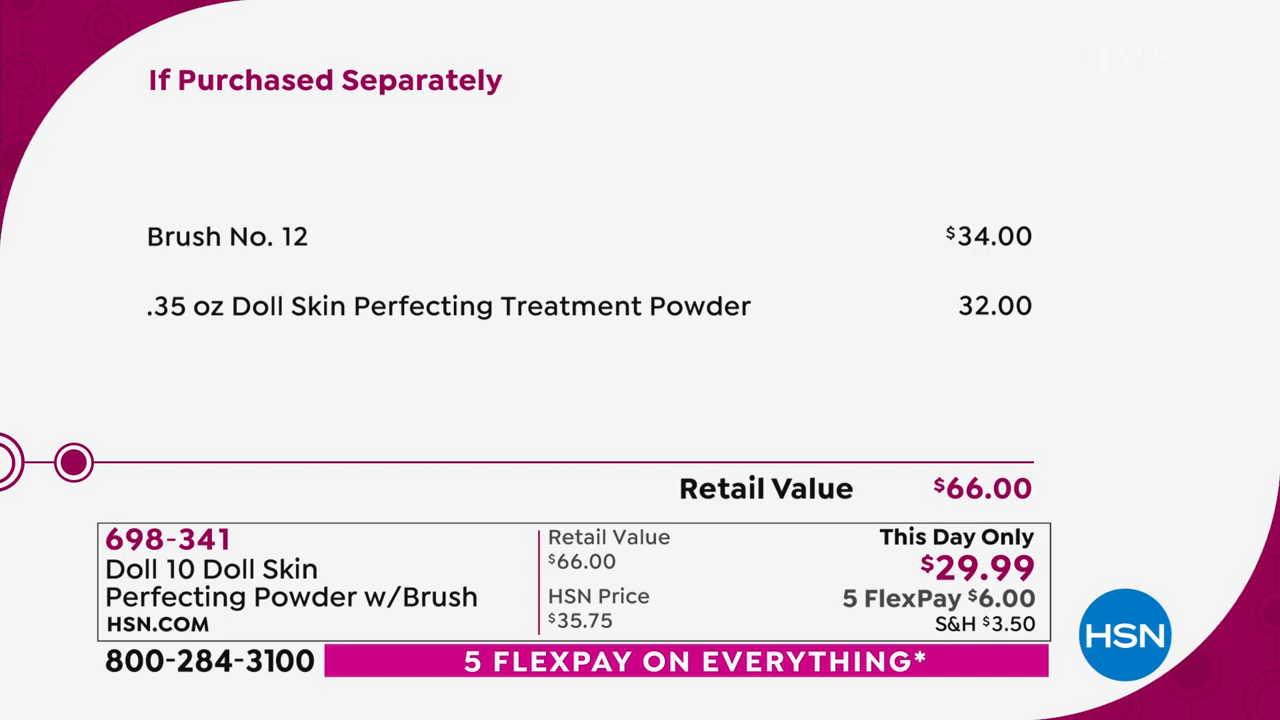 LIVE
If Purchased Separately
Brush No. 12 $34.00
.35 oz Doll Skin Perfecting Treatment Powder 32.00
Retail Value $66.00
698-341
Doll 10 Doll Skin
Perfecting Powder w/Brush
HSN.COM
Retail Value
$66.00
HSN Price
$35.75
This Day Only
$29.99
5 FlexPay $6.00
S&H $3.50
HSN
800-284-3100
5 FLEXPAY ON EVERYTHING*